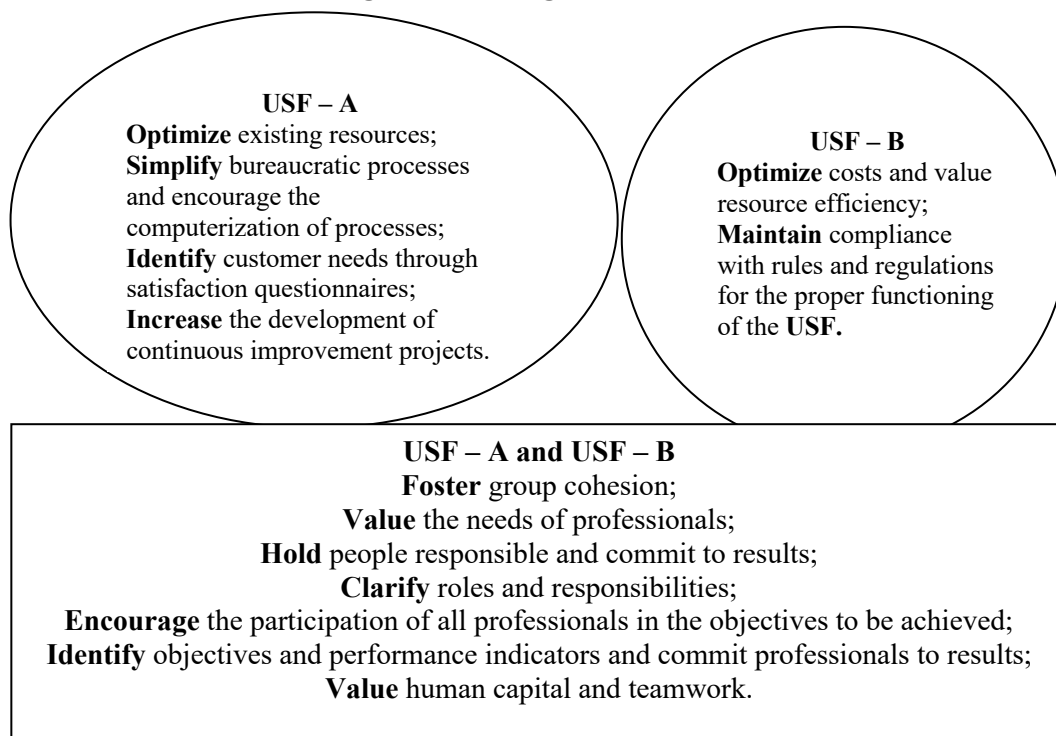 USF – A
Optimize existing resources;
Simplify bureaucratic processes
and encourage the
computerization of processes;
Identify customer needs through
satisfaction questionnaires;
Increase the development of
continuous improvement projects.
USF – B
Optimize costs and value
resource efficiency;
Maintain compliance
with rules and regulations
for the proper functioning
of the USF.
USF – A and USF – B
Foster group cohesion;
Value the needs of professionals;
Hold people responsible and commit to results;
Clarify roles and responsibilities;
Encourage the participation of all professionals in the objectives to be achieved;
Identify objectives and performance indicators and commit professionals to results;
Value human capital and teamwork.